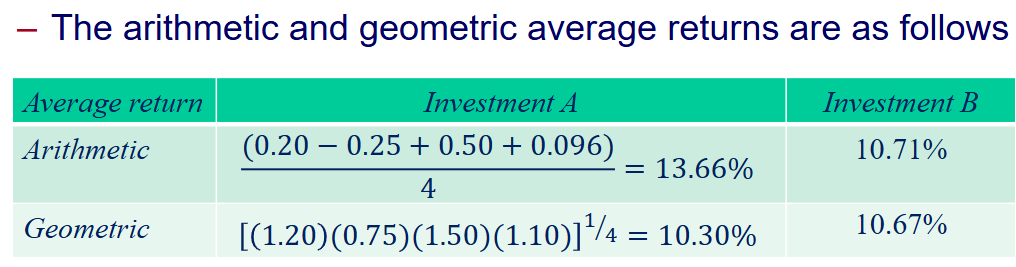 – The arithmetic and geometric average returns are as follows
Average return Investment A Investment B
Arithmetic (0.20 − 0.25 + 0.50 + 0.096)/4 = 13.66% 10.71%
Geometric [(1.20)(0.75)(1.50)(1.10)]^1/4 = 10.30% 10.67%